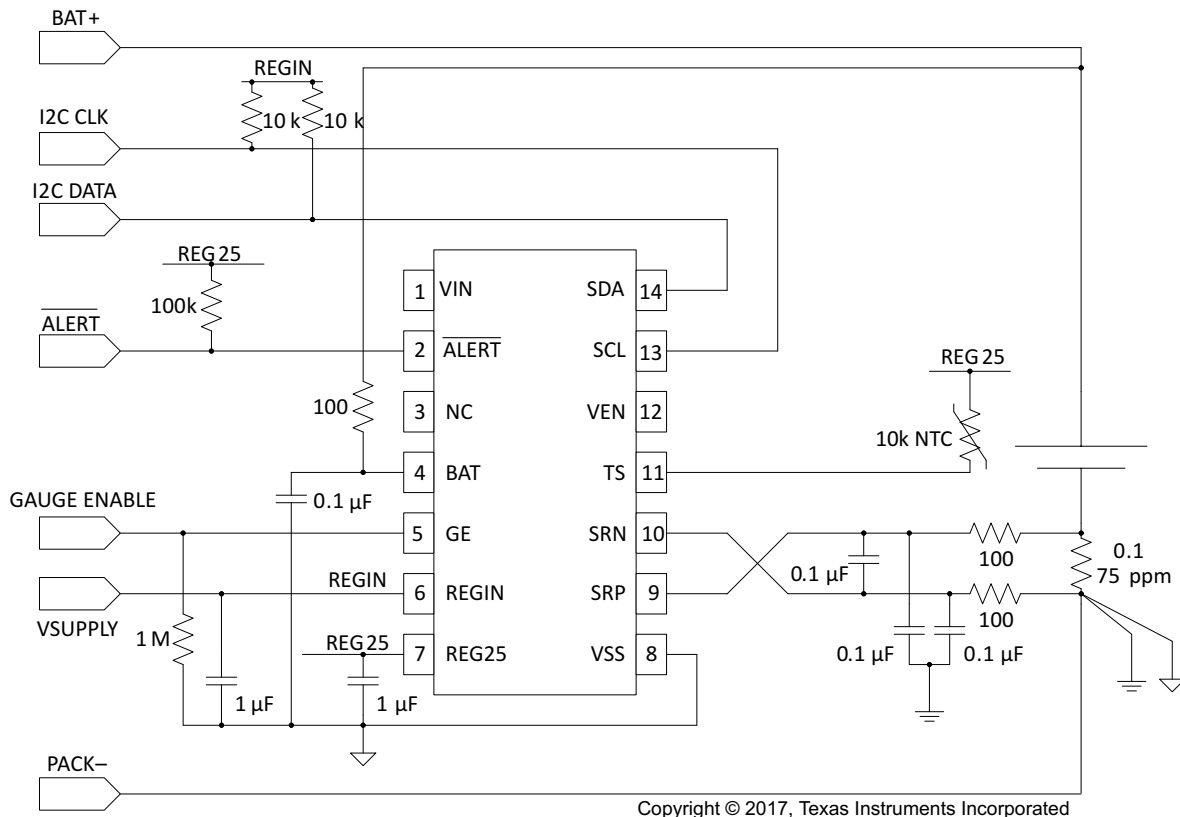 BAT+
REGIN
10 k
10 k
I2C CLK
I2C DATA
REG25
100k
ALERT
1
VIN
SDA
14
2
ALERT
SCL
13
REG25
100
3
NC
VEN
12
10k NTC
4
BAT
TS
11
0.1 µF
GAUGE ENABLE
5
GE
SRN
10
100
0.1
75 ppm
0.1 µF
REGIN
6
REGIN
SRP
9
VSUPPLY
100
1 M
REG25
7
REG25
VSS
8
0.1 µF
0.1 µF
1 µF
1 µF
PACK–
Copyright © 2017, Texas Instruments Incorporated